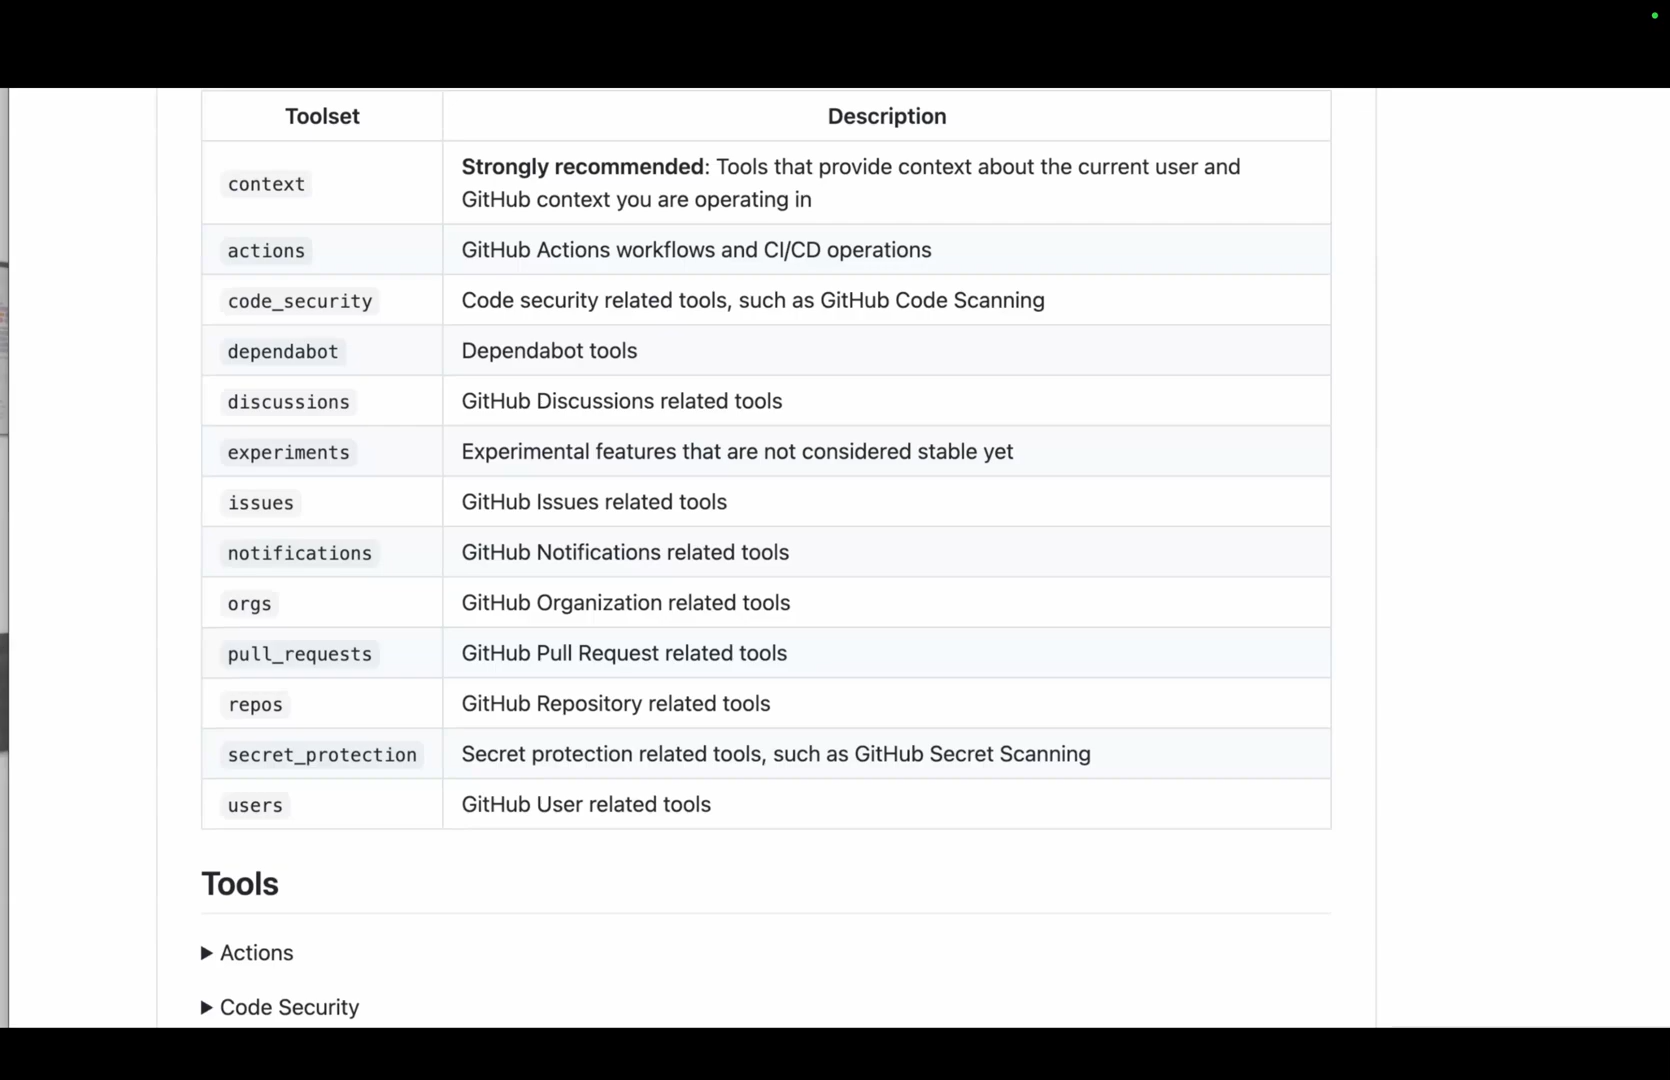 Toolset Description
context Strongly recommended: Tools that provide context about the current user and
GitHub context you are operating in
actions GitHub Actions workflows and CI/CD operations
code_security Code security related tools, such as GitHub Code Scanning
dependabot Dependabot tools
discussions GitHub Discussions related tools
experiments Experimental features that are not considered stable yet
issues GitHub Issues related tools
notifications GitHub Notifications related tools
orgs GitHub Organization related tools
pull_requests GitHub Pull Request related tools
repos GitHub Repository related tools
secret_protection Secret protection related tools, such as GitHub Secret Scanning
users GitHub User related tools
Tools
▶ Actions
▶ Code Security